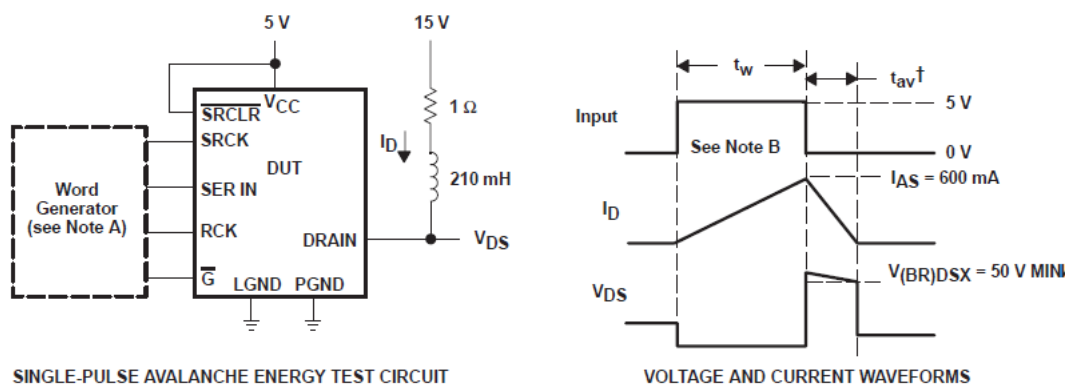 5 V
15 V
VCC
SRCLR
SRCK
SER IN
RCK
G
DUT
DRAIN
LGND
PGND
Word
Generator
(see Note A)
1 Ω
ID
210 mH
VDS
SINGLE-PULSE AVALANCHE ENERGY TEST CIRCUIT
tw
tav†
Input
See Note B
5 V
0 V
IAS = 600 mA
ID
V(BR)DSX = 50 V MIN
VDS
VOLTAGE AND CURRENT WAVEFORMS